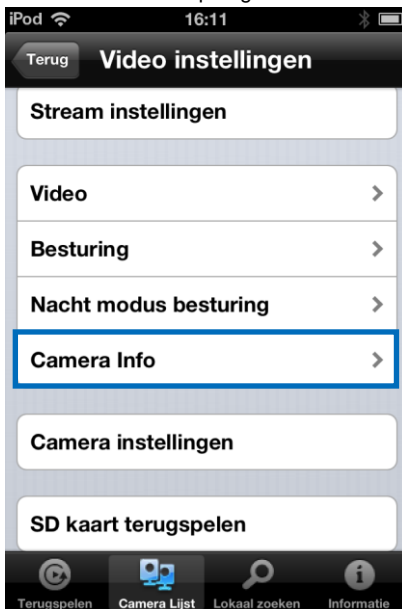 iPod 16:11
Terug Video instellingen
Stream instellingen
Video
Besturing
Nacht modus besturing
Camera Info
Camera instellingen
SD kaart terugspelen
Terugspelen Camera Lijst Lokaal zoeken Informatie